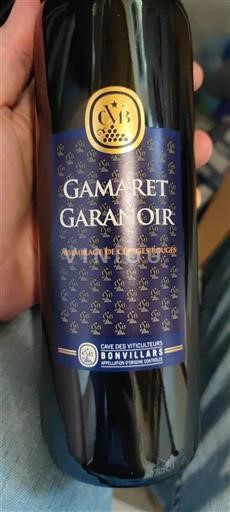 CVB
GAMARET
GARANOIR
ASSEMBLAGE DE CÉPAGES ROUGES
CAVE DES VITICULTEURS
BONVILLARS
APPELLATION D'ORIGINE CONTRÔLÉE